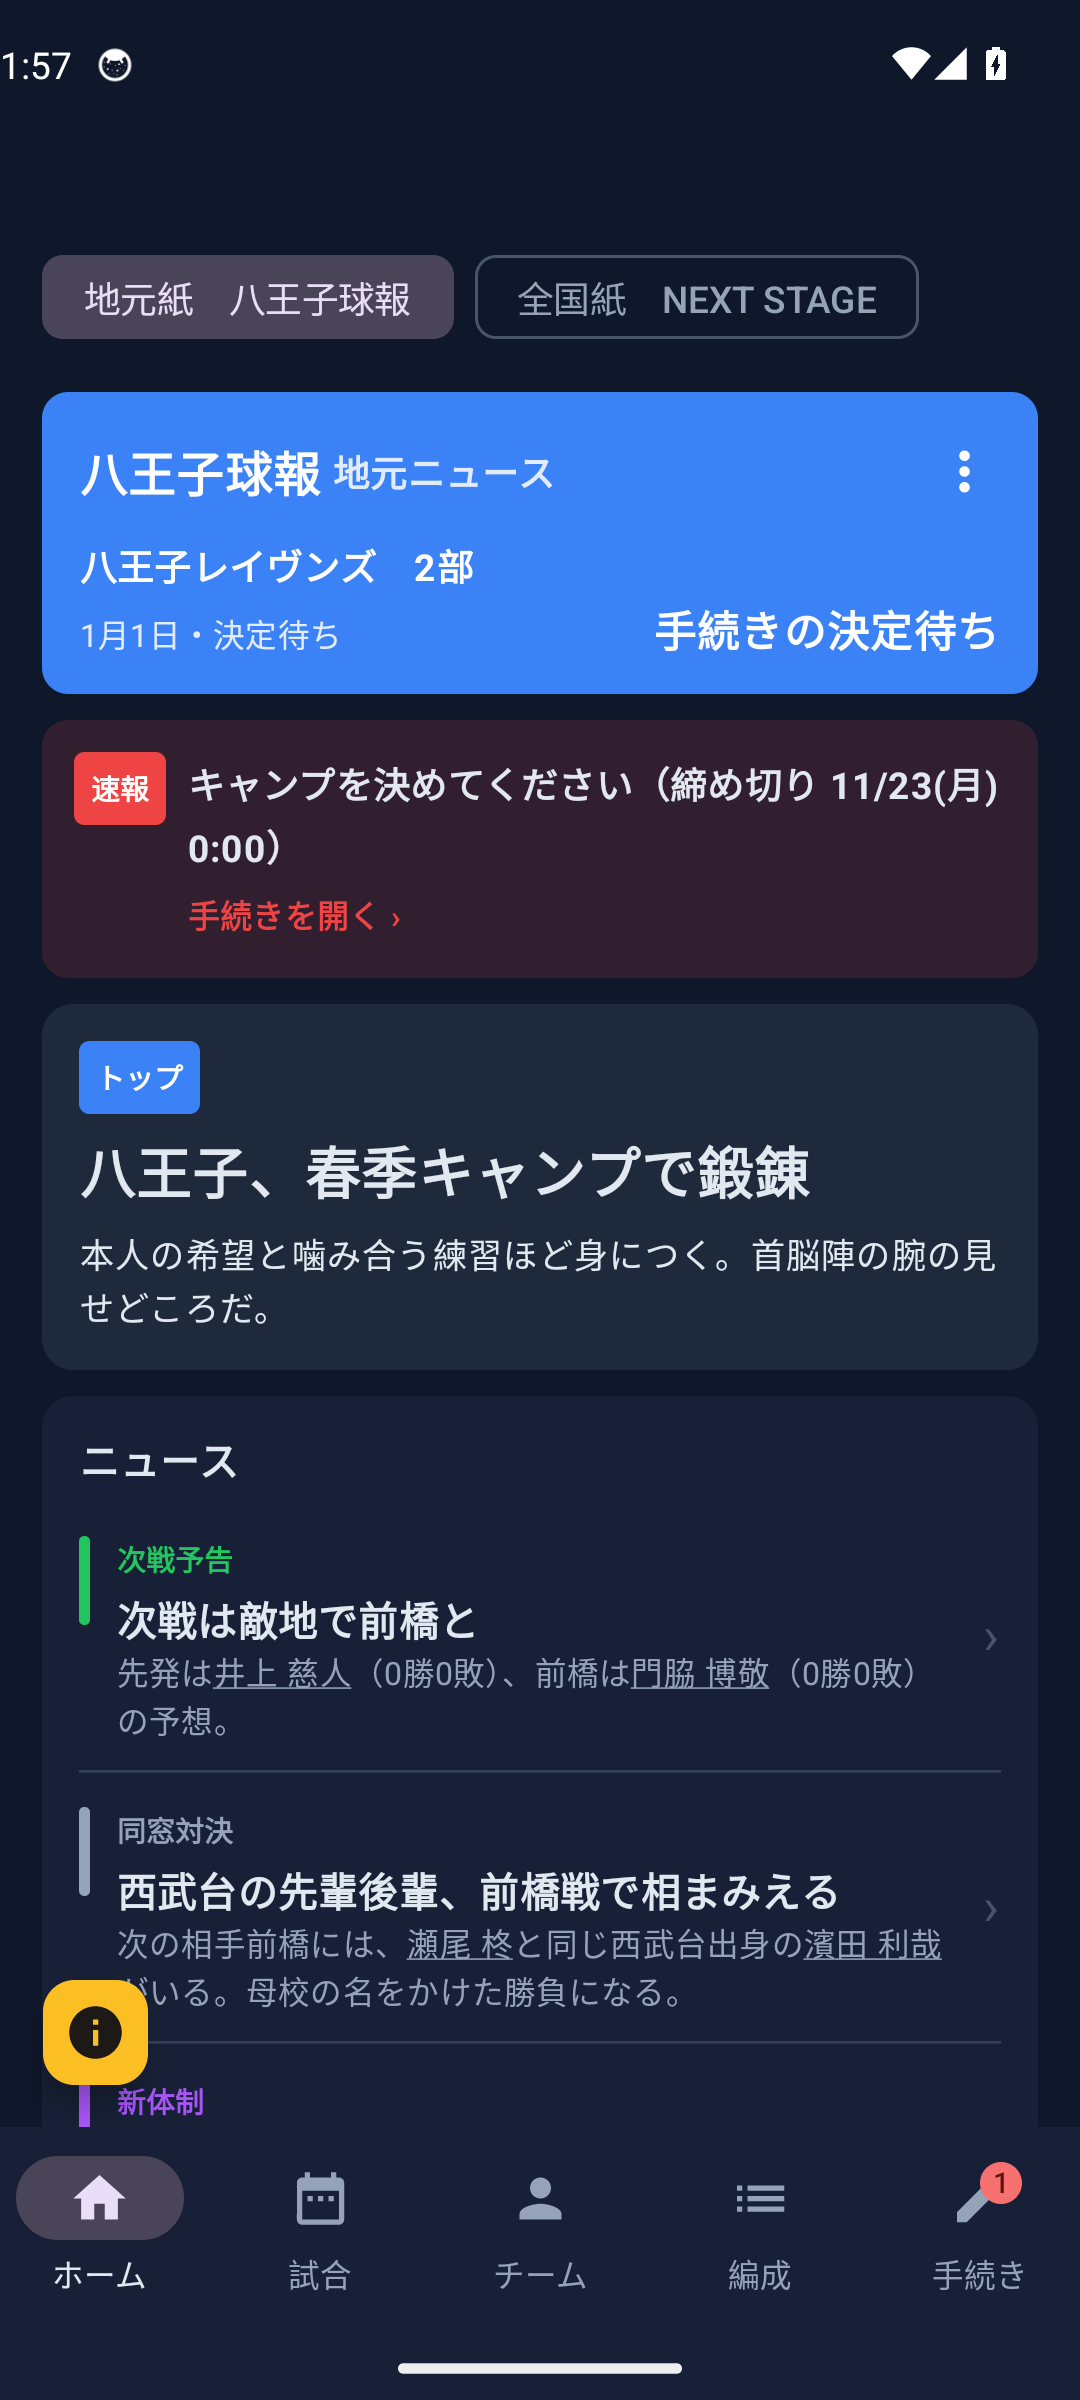 1:57
地元紙　八王子球報
全国紙　NEXT STAGE
八王子球報 地元ニュース
八王子レイヴンズ　2部
1月1日・決定待ち
手続きの決定待ち
速報
キャンプを決めてください（締め切り 11/23(月)
0:00）
手続きを開く ›
トップ
八王子、春季キャンプで鍛錬
本人の希望と噛み合う練習ほど身につく。首脳陣の腕の見
せどころだ。
ニュース
次戦予告
次戦は敵地で前橋と
先発は井上 慈人（0勝0敗）、前橋は門脇 博敬（0勝0敗）
の予想。
同窓対決
西武台の先輩後輩、前橋戦で相まみえる
次の相手前橋には、瀬尾 柊と同じ西武台出身の濱田 利哉
がいる。母校の名をかけた勝負になる。
新体制
1
ホーム
試合
チーム
編成
手続き